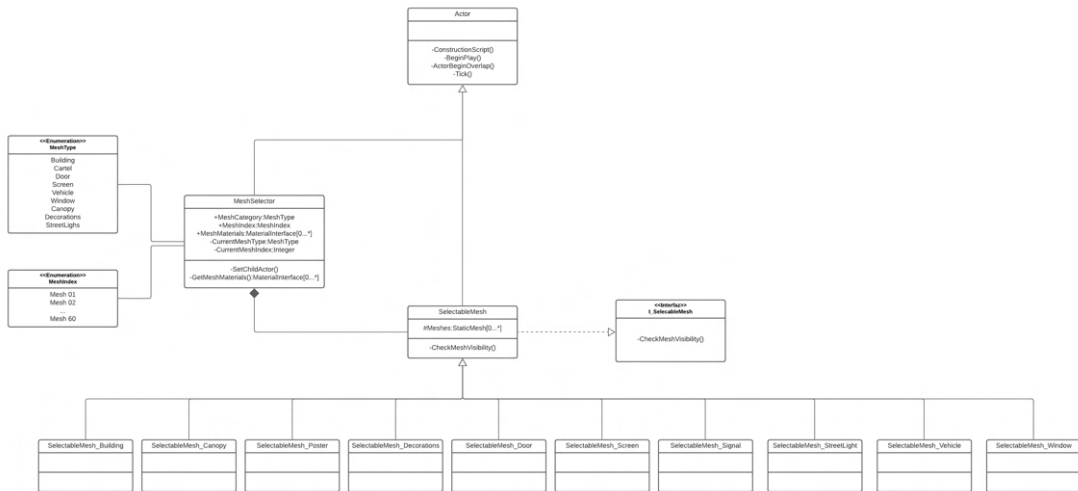 Actor
-ConstructionScript()
-BeginPlay()
-ActorBeginOverlap()
-Tick()
<<Enumeration>>
MeshType
Building
Cartel
Door
Screen
Vehicle
Window
Canopy
Decorations
StreetLighs
MeshSelector
+MeshCategory:MeshType
+MeshIndex:MeshIndex
+MeshMaterials:MaterialInterface[0...*]
-CurrentMeshType:MeshType
-CurrentMeshIndex:Integer
-SetChildActor()
-GetMeshMaterials():MaterialInterface[0...*]
<<Enumeration>>
MeshIndex
Mesh 01
Mesh 02
...
Mesh 60
SelectableMesh
#Meshes:StaticMesh[0...*]
-CheckMeshVisibility()
<<Interfaz>>
I_SelecableMesh
-CheckMeshVisibility()
SelectableMesh_Building
SelectableMesh_Canopy
SelectableMesh_Poster
SelectableMesh_Decorations
SelectableMesh_Door
SelectableMesh_Screen
SelectableMesh_Signal
SelectableMesh_StreetLight
SelectableMesh_Vehicle
SelectableMesh_Window